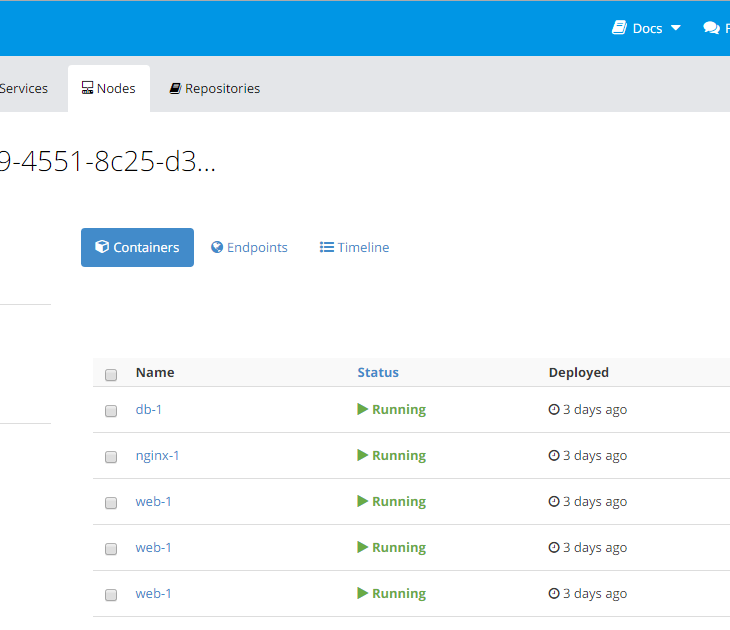 Docs
Services Nodes Repositories
9-4551-8c25-d3...
Containers Endpoints Timeline
Name Status Deployed
db-1 Running 3 days ago
nginx-1 Running 3 days ago
web-1 Running 3 days ago
web-1 Running 3 days ago
web-1 Running 3 days ago